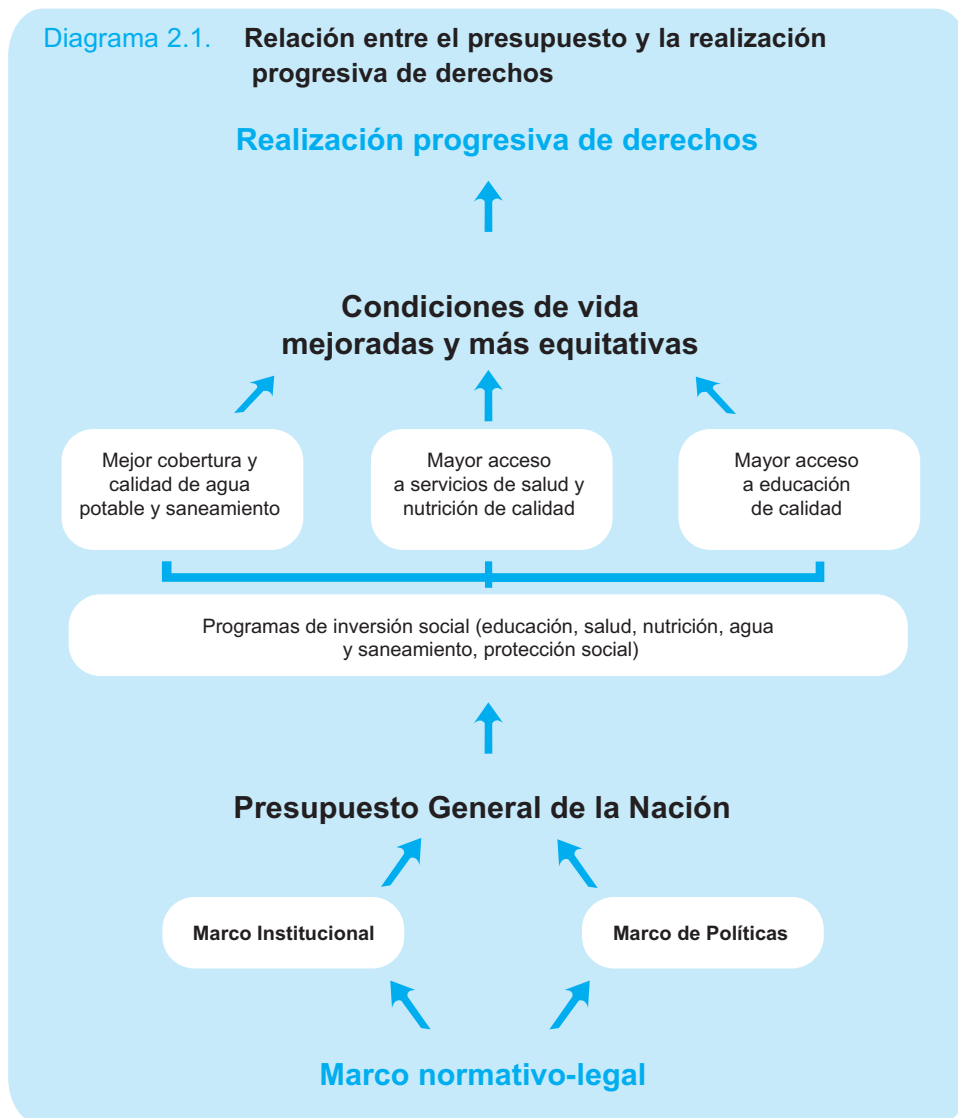 Diagrama 2.1. Relación entre el presupuesto y la realización
progresiva de derechos
Realización progresiva de derechos
Condiciones de vida
mejoradas y más equitativas
Mejor cobertura y
calidad de agua
potable y saneamiento
Mayor acceso
a servicios de salud y
nutrición de calidad
Mayor acceso
a educación
de calidad
Programas de inversión social (educación, salud, nutrición, agua
y saneamiento, protección social)
Presupuesto General de la Nación
Marco Institucional
Marco de Políticas
Marco normativo-legal